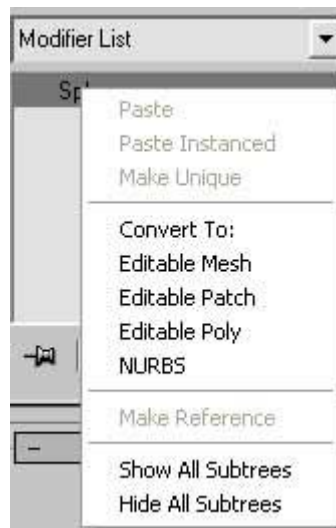 Modifier List
Paste
Paste Instanced
Make Unique
Convert To:
Editable Mesh
Editable Patch
Editable Poly
NURBS
Make Reference
Show All Subtrees
Hide All Subtrees